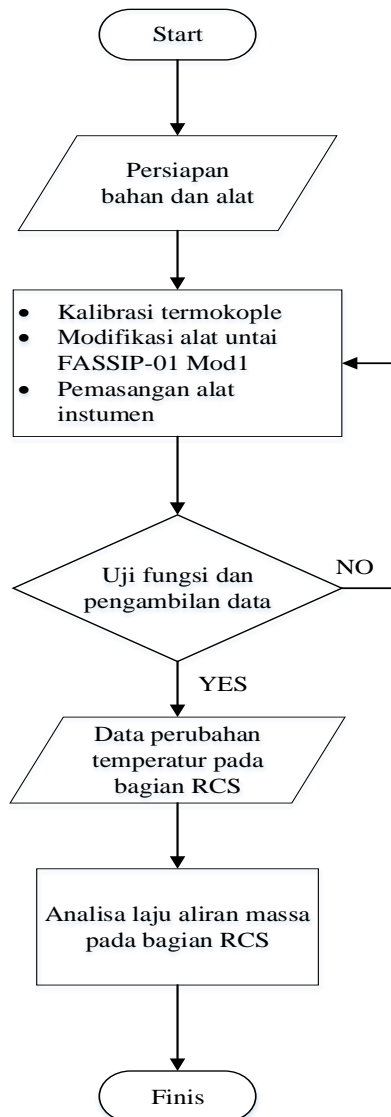 Start
Persiapan
bahan dan alat
• Kalibrasi termokople
• Modifikasi alat untai
FASSIP-01 Mod1
• Pemasangan alat
instumen
Uji fungsi dan
pengambilan data
NO
YES
Data perubahan
temperatur pada
bagian RCS
Analisa laju aliran massa
pada bagian RCS
Finis